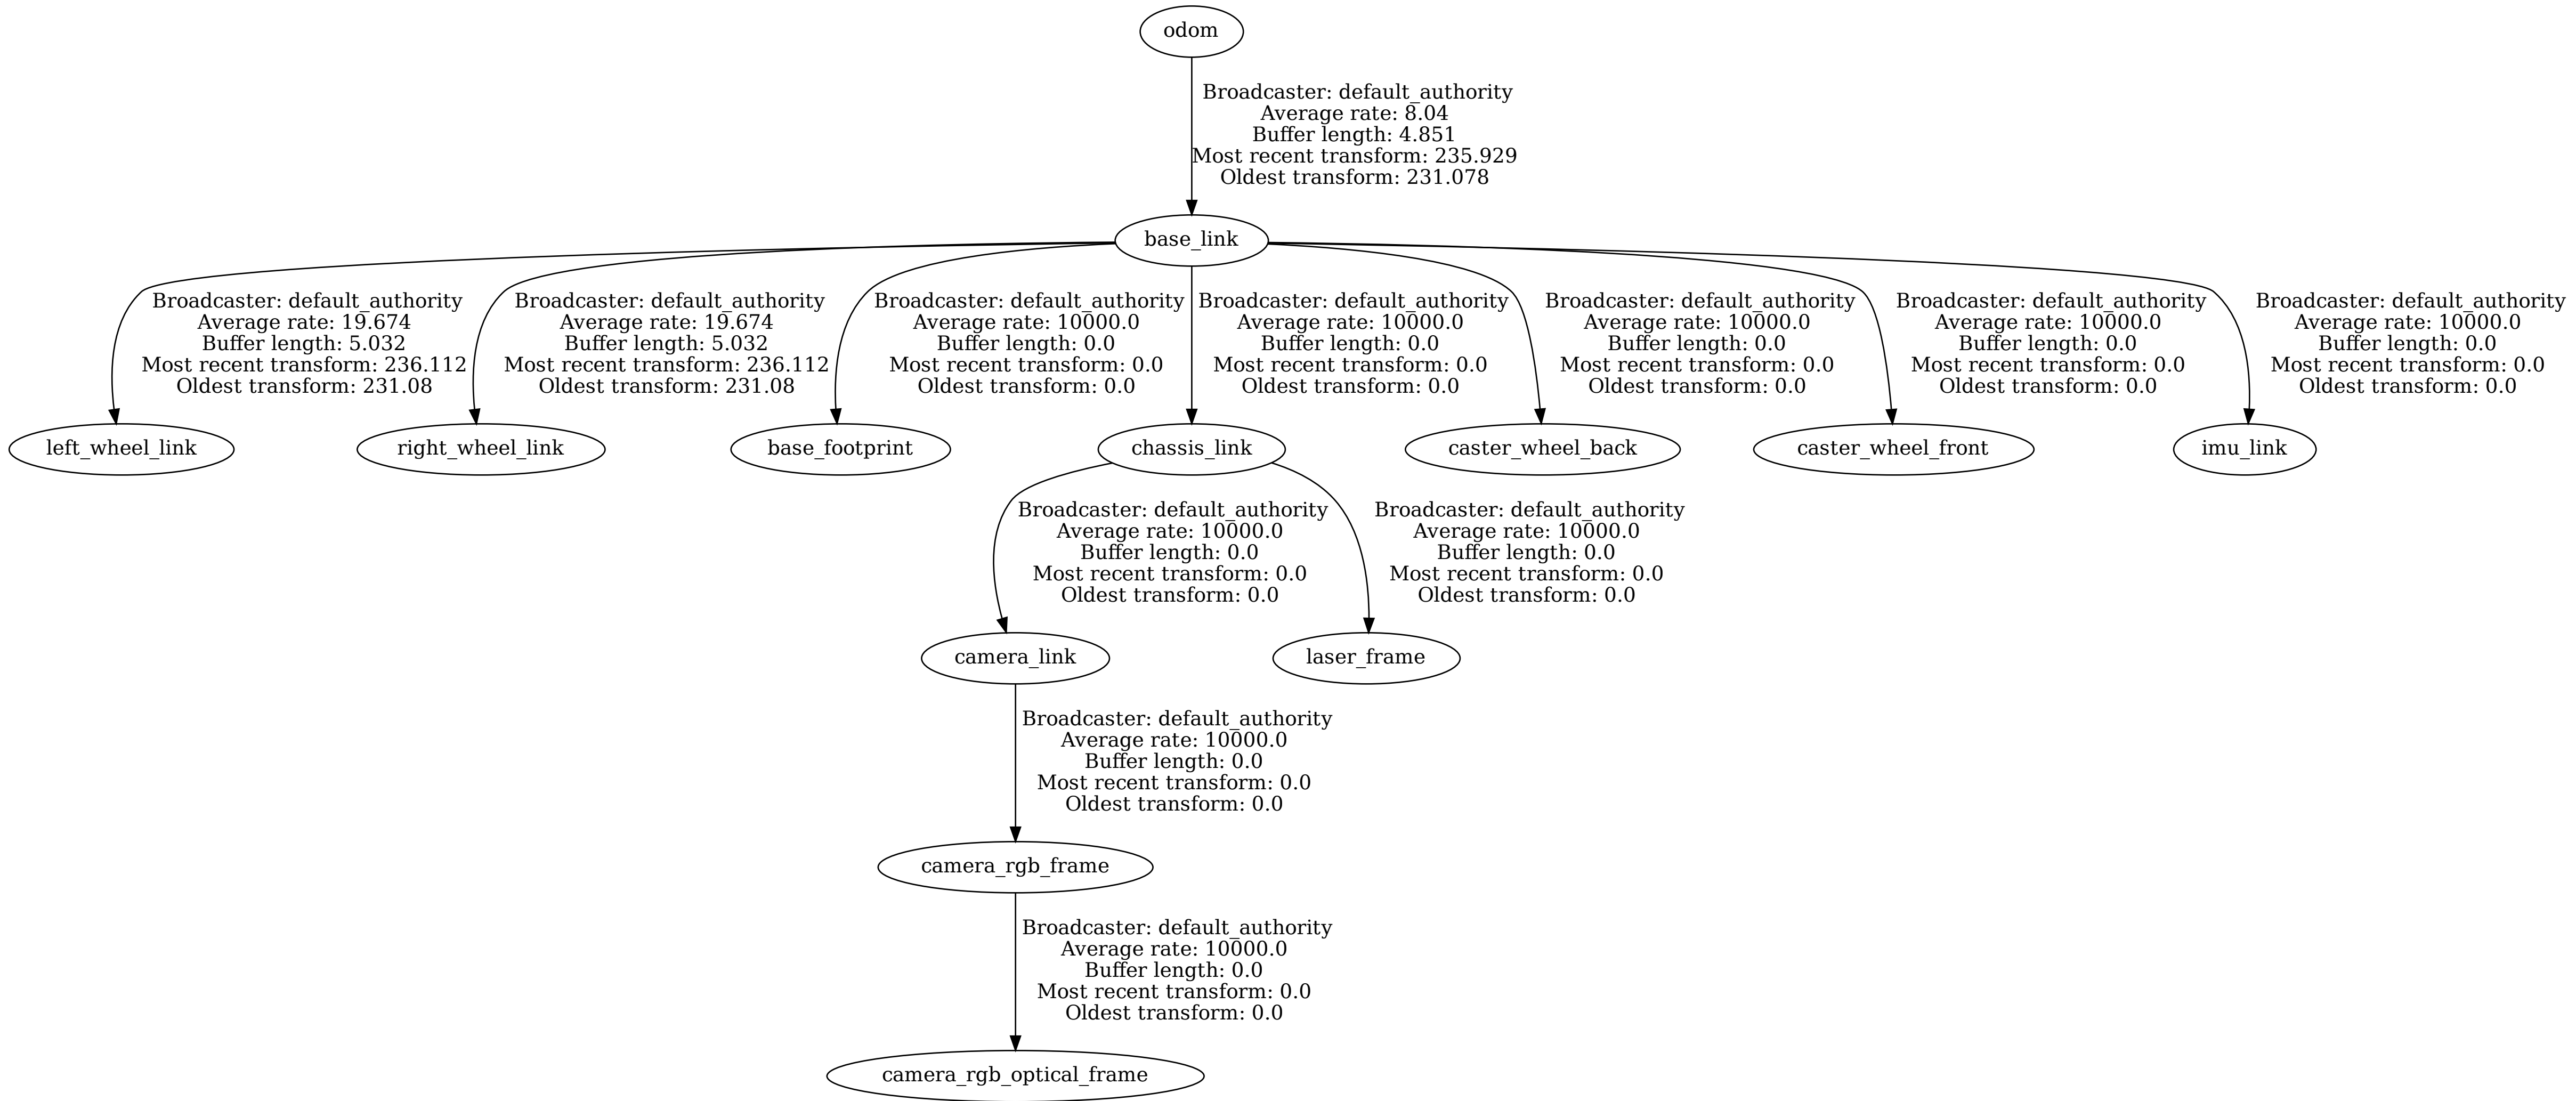 odom
Broadcaster: default_authority
Average rate: 8.04
Buffer length: 4.851
Most recent transform: 235.929
Oldest transform: 231.078
base_link
Broadcaster: default_authority
Average rate: 19.674
Buffer length: 5.032
Most recent transform: 236.112
Oldest transform: 231.08
Broadcaster: default_authority
Average rate: 19.674
Buffer length: 5.032
Most recent transform: 236.112
Oldest transform: 231.08
Broadcaster: default_authority
Average rate: 10000.0
Buffer length: 0.0
Most recent transform: 0.0
Oldest transform: 0.0
Broadcaster: default_authority
Average rate: 10000.0
Buffer length: 0.0
Most recent transform: 0.0
Oldest transform: 0.0
Broadcaster: default_authority
Average rate: 10000.0
Buffer length: 0.0
Most recent transform: 0.0
Oldest transform: 0.0
Broadcaster: default_authority
Average rate: 10000.0
Buffer length: 0.0
Most recent transform: 0.0
Oldest transform: 0.0
Broadcaster: default_authority
Average rate: 10000.0
Buffer length: 0.0
Most recent transform: 0.0
Oldest transform: 0.0
left_wheel_link
right_wheel_link
base_footprint
chassis_link
caster_wheel_back
caster_wheel_front
imu_link
Broadcaster: default_authority
Average rate: 10000.0
Buffer length: 0.0
Most recent transform: 0.0
Oldest transform: 0.0
Broadcaster: default_authority
Average rate: 10000.0
Buffer length: 0.0
Most recent transform: 0.0
Oldest transform: 0.0
camera_link
laser_frame
Broadcaster: default_authority
Average rate: 10000.0
Buffer length: 0.0
Most recent transform: 0.0
Oldest transform: 0.0
camera_rgb_frame
Broadcaster: default_authority
Average rate: 10000.0
Buffer length: 0.0
Most recent transform: 0.0
Oldest transform: 0.0
camera_rgb_optical_frame